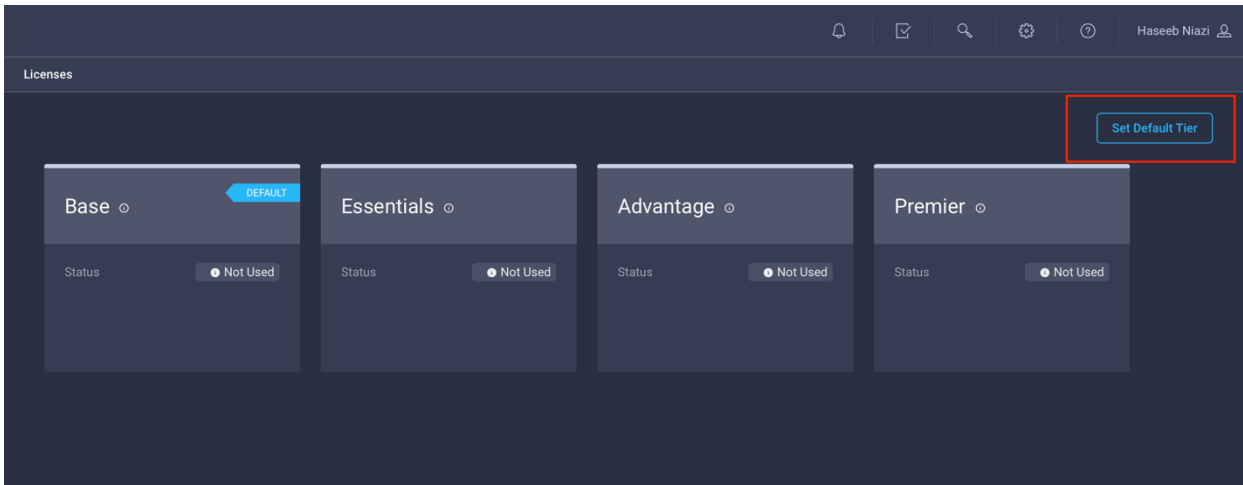 Haseeb Niazi
Licenses
Set Default Tier
Base
DEFAULT
Essentials
Advantage
Premier
Status
Not Used
Status
Not Used
Status
Not Used
Status
Not Used